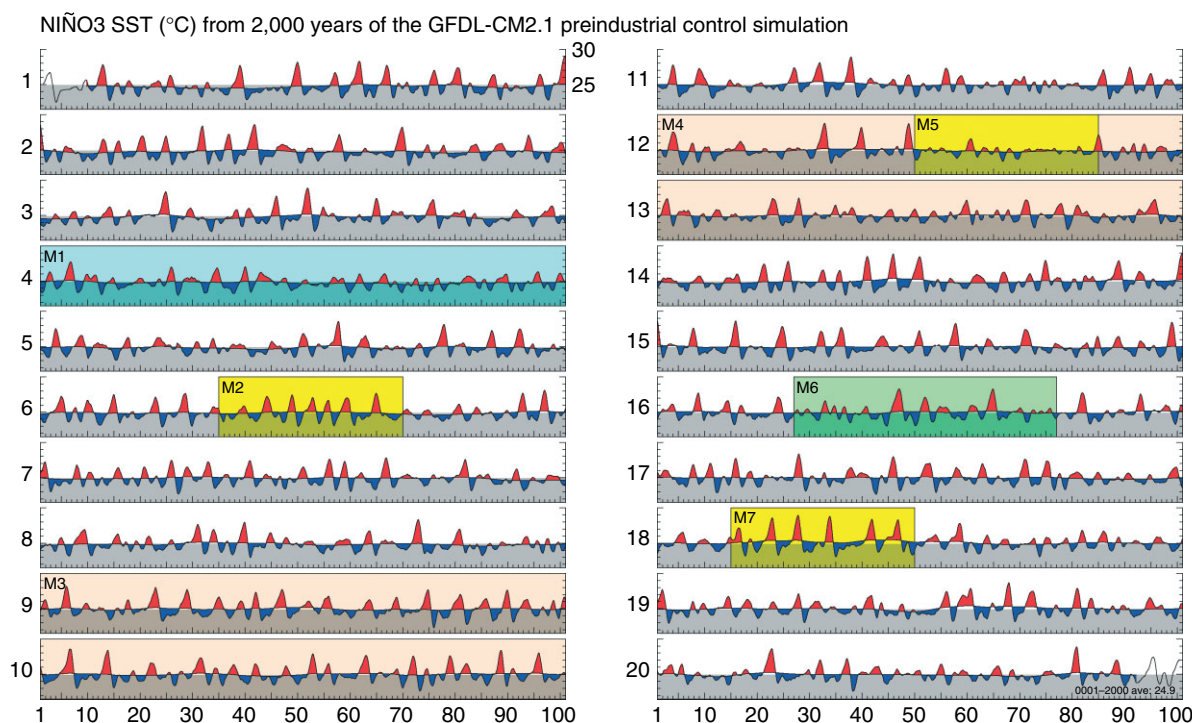 NIÑO3 SST (°C) from 2,000 years of the GFDL-CM2.1 preindustrial control simulation
1
30
25
2
3
M1
4
5
M2
6
7
8
M3
9
10
1 10 20 30 40 50 60 70 80 90 100
11
M4
M5
12
13
14
15
M6
16
17
M7
18
19
20
0001–2000 ave: 24.9
1 10 20 30 40 50 60 70 80 90 100